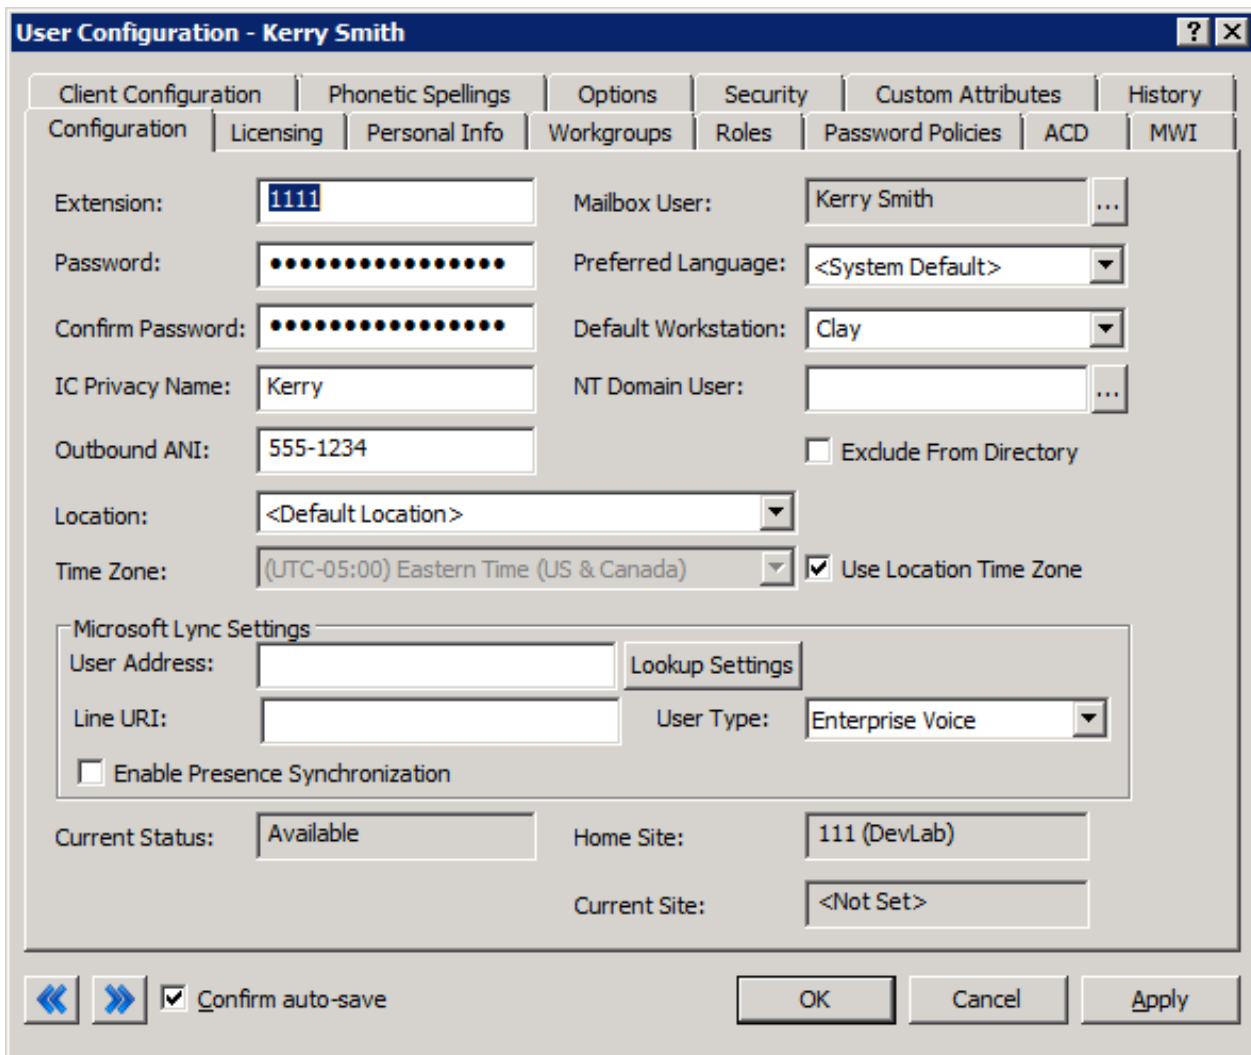 User Configuration - Kerry Smith
Client Configuration Phonetic Spellings Options Security Custom Attributes History
Configuration Licensing Personal Info Workgroups Roles Password Policies ACD MWI
Extension: 1111 Mailbox User: Kerry Smith ...
Password: •••••••••••••••• Preferred Language: <System Default>
Confirm Password: •••••••••••••••• Default Workstation: Clay
IC Privacy Name: Kerry NT Domain User: ...
Outbound ANI: 555-1234 Exclude From Directory
Location: <Default Location>
Time Zone: (UTC-05:00) Eastern Time (US & Canada) Use Location Time Zone
Microsoft Lync Settings
User Address: Lookup Settings
Line URI: User Type: Enterprise Voice
Enable Presence Synchronization
Current Status: Available Home Site: 111 (DevLab)
Current Site: <Not Set>
Confirm auto-save OK Cancel Apply